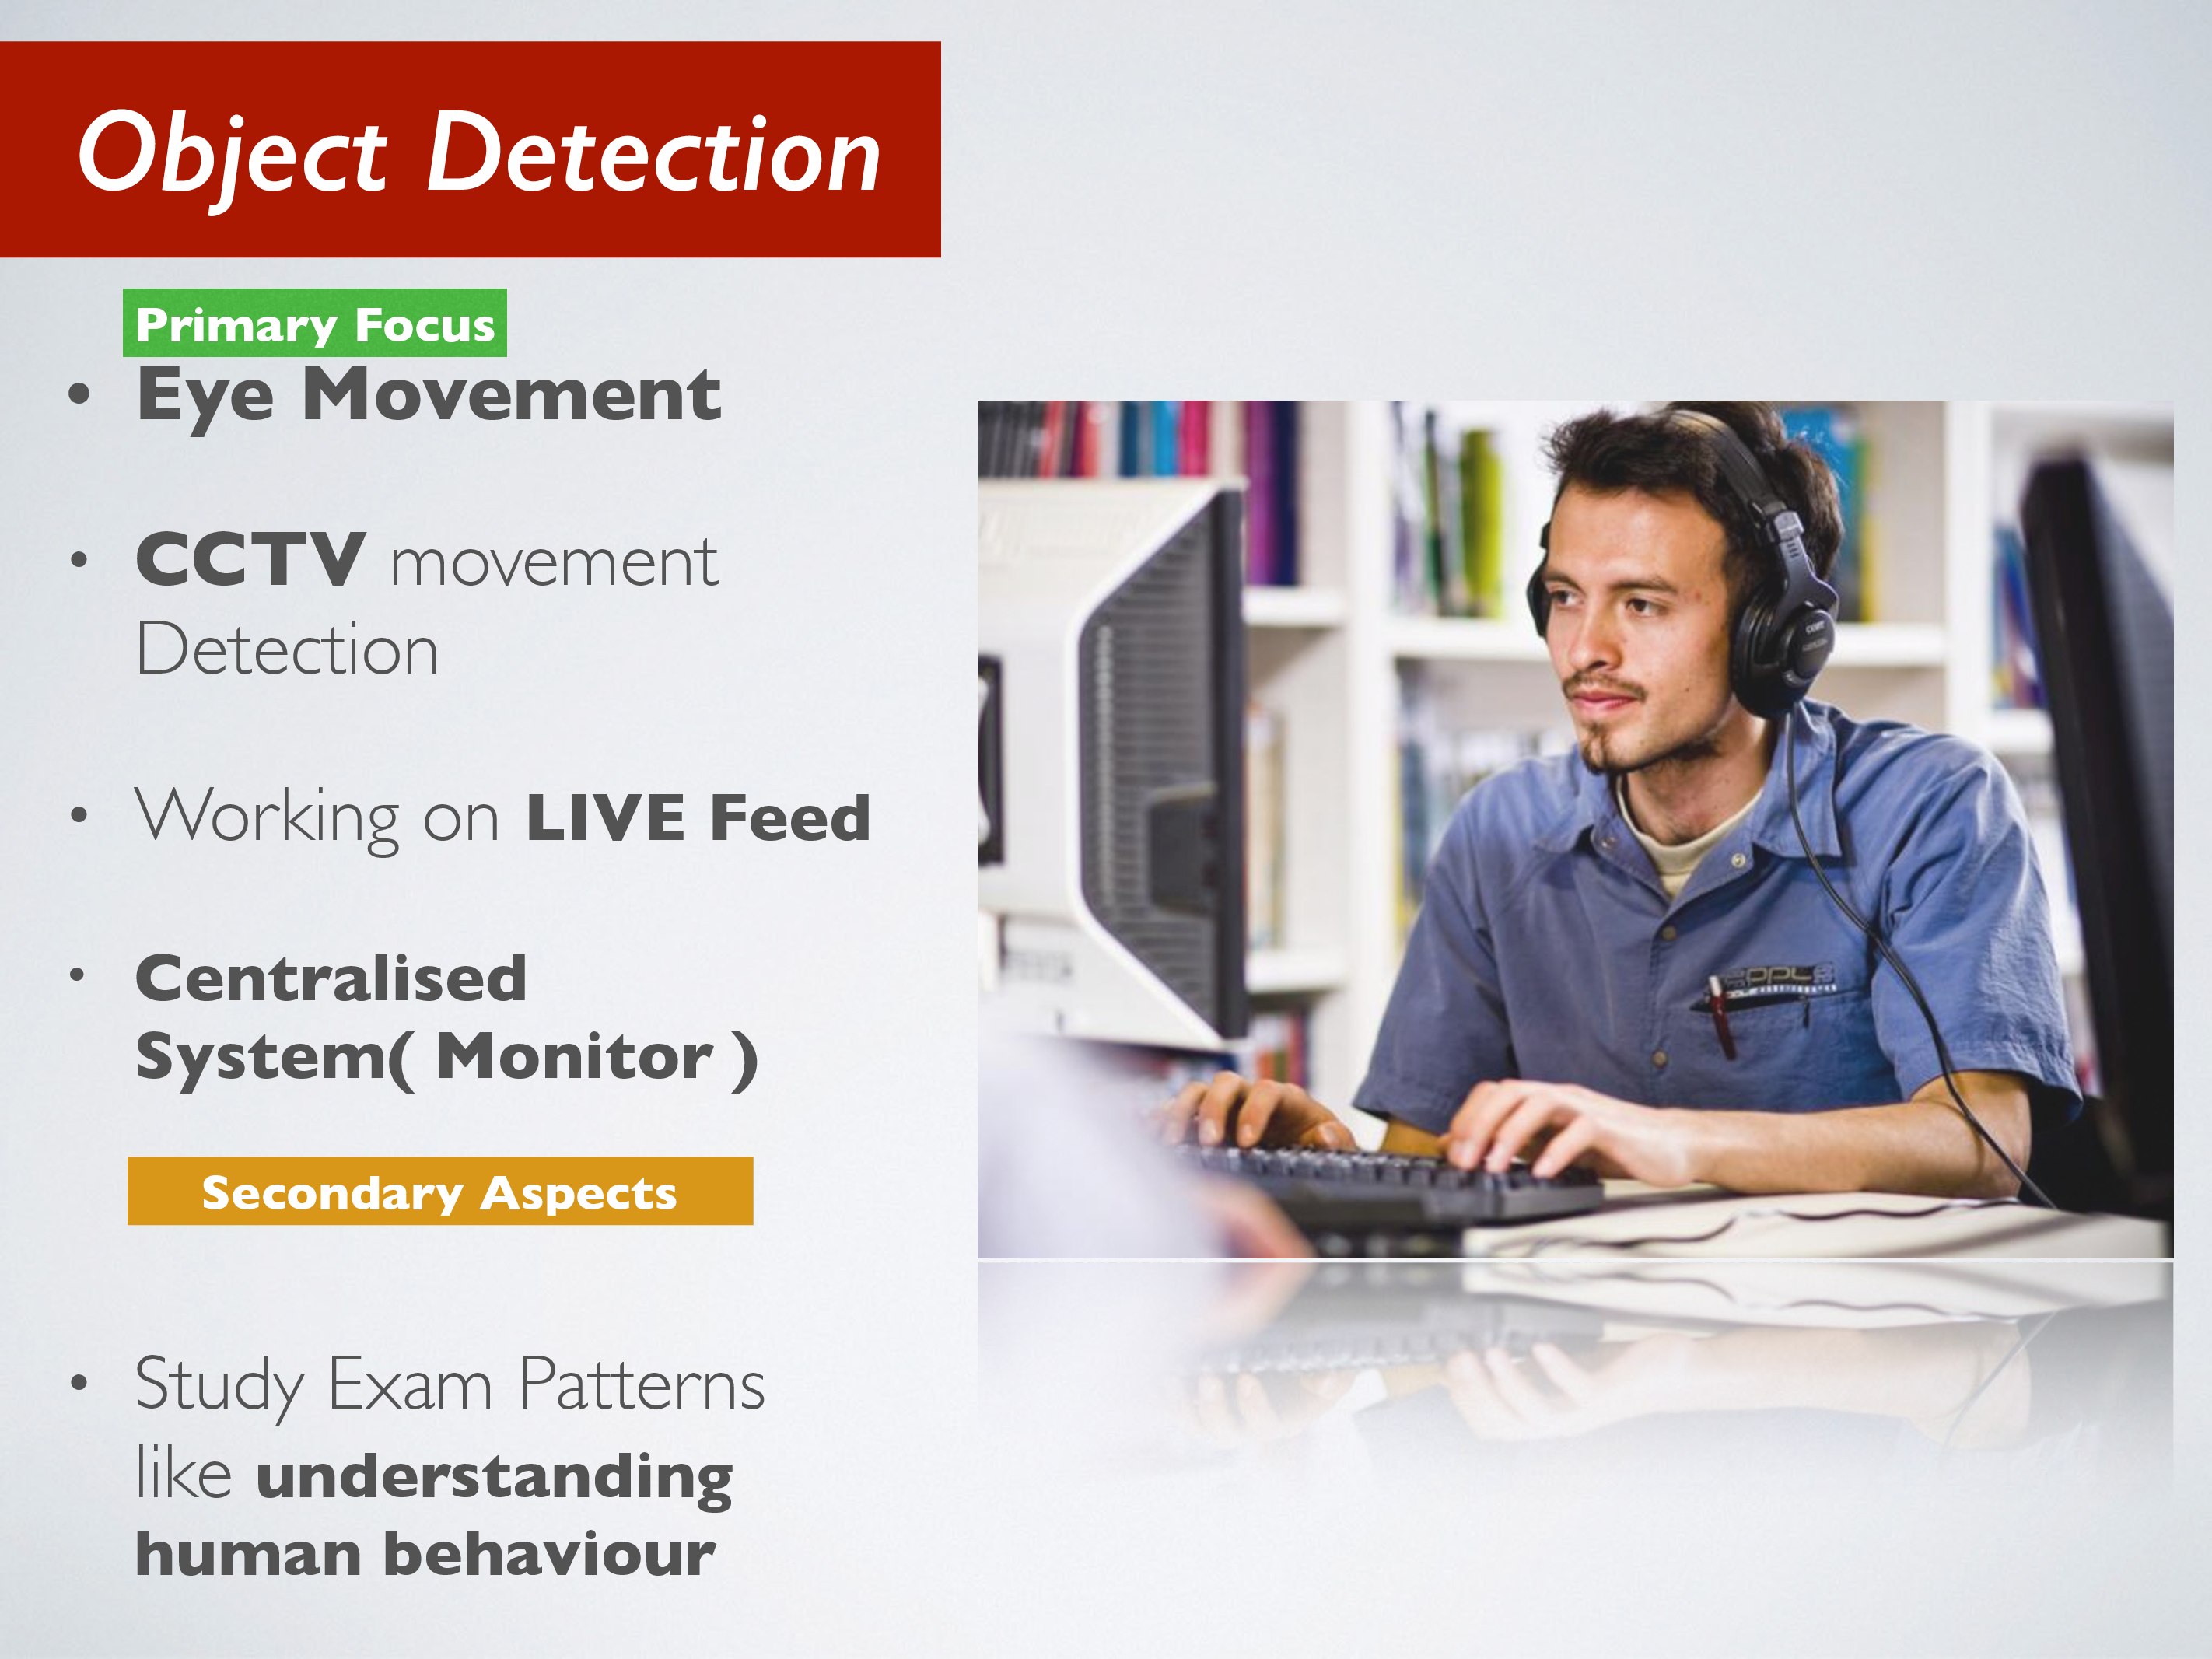 Object Detection
Primary Focus
• Eye Movement
• CCTV movement
Detection
• Working on LIVE Feed
• Centralised
System( Monitor )
Secondary Aspects
• Study Exam Patterns
like understanding
human behaviour